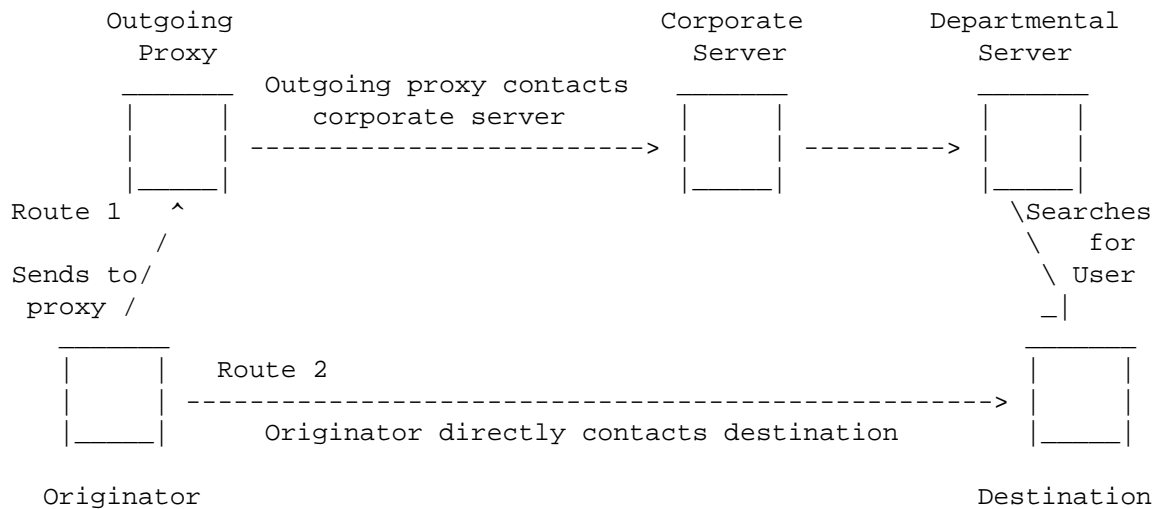 Outgoing Corporate Departmental
Proxy Server Server
Outgoing proxy contacts
corporate server
Route 1
Searches
for
Sends to
User
proxy
Route 2
Originator directly contacts destination
Originator Destination